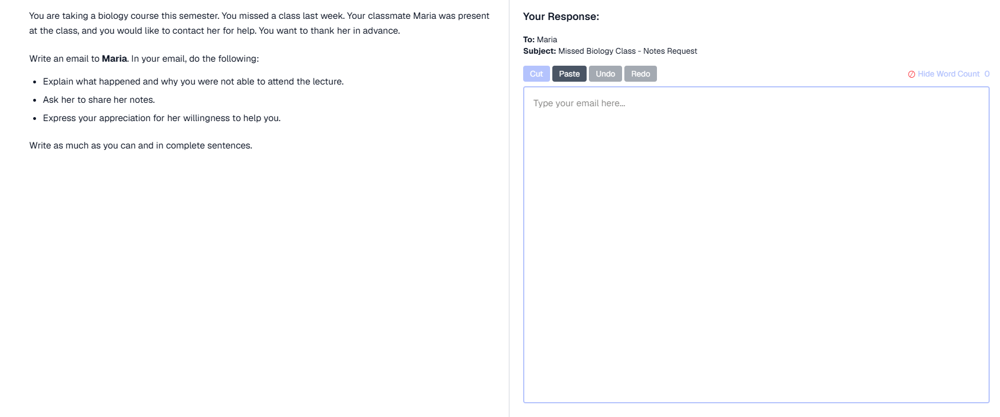 You are taking a biology course this semester. You missed a class last week. Your classmate Maria was present
at the class, and you would like to contact her for help. You want to thank her in advance.
Write an email to Maria. In your email, do the following:
• Explain what happened and why you were not able to attend the lecture.
• Ask her to share her notes.
• Express your appreciation for her willingness to help you.
Write as much as you can and in complete sentences.
Your Response:
To: Maria
Subject: Missed Biology Class - Notes Request
Cut Paste Undo Redo Hide Word Count 0
Type your email here...